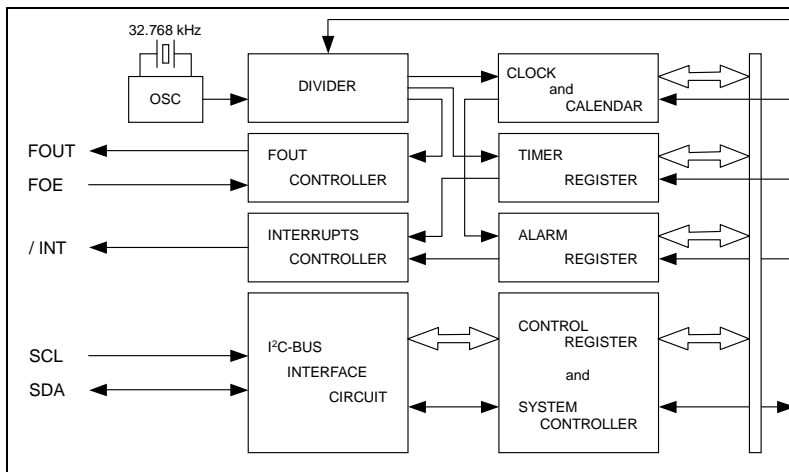 32.768 kHz
OSC
DIVIDER
CLOCK
and
CALENDAR
FOUT
FOE
FOUT
CONTROLLER
TIMER
REGISTER
/ INT
INTERRUPTS
CONTROLLER
ALARM
REGISTER
SCL
SDA
I²C-BUS
INTERFACE
CIRCUIT
CONTROL
REGISTER
and
SYSTEM
CONTROLLER